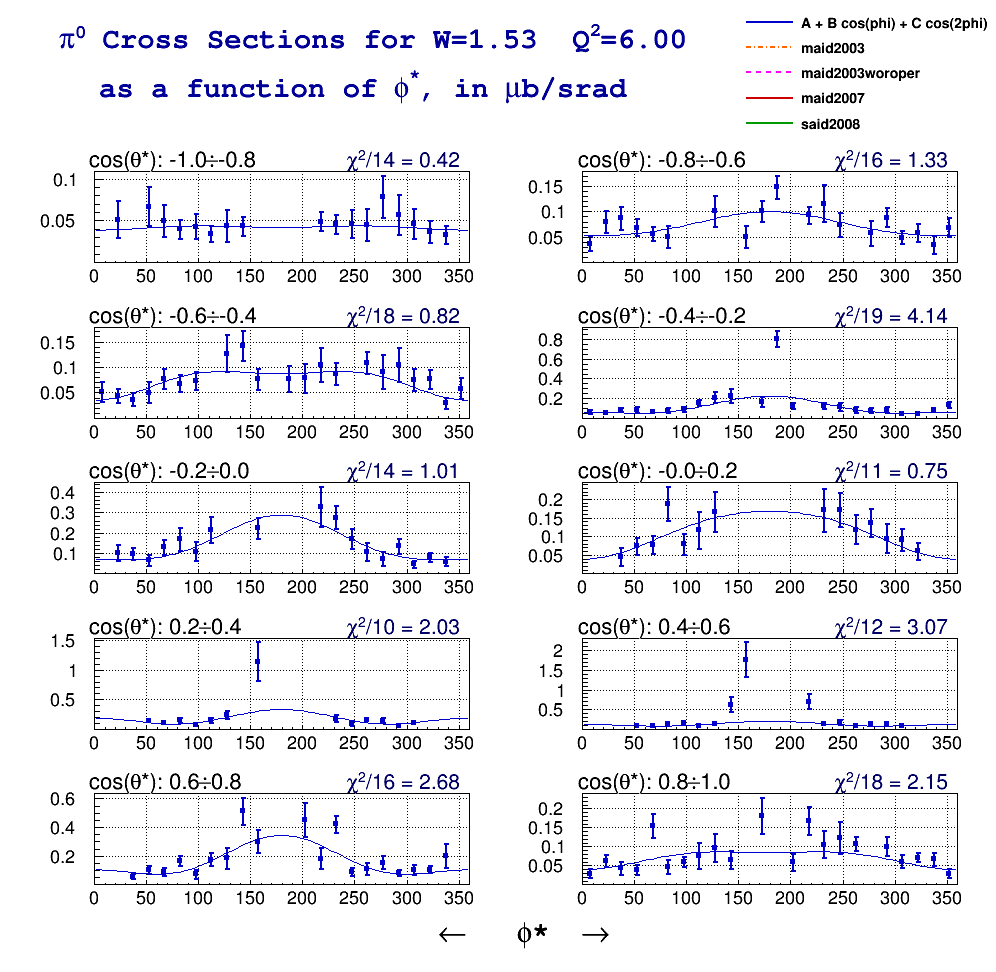 π⁰ Cross Sections for W=1.53 Q²=6.00
as a function of ϕ*, in μb/srad
A + B cos(phi) + C cos(2phi)
maid2003
maid2003woroper
maid2007
said2008
cos(θ*): -1.0÷-0.8 χ²/14 = 0.42
0.1
0.05
0 50 100 150 200 250 300 350
cos(θ*): -0.8÷-0.6 χ²/16 = 1.33
0.15
0.1
0.05
0 50 100 150 200 250 300 350
cos(θ*): -0.6÷-0.4 χ²/18 = 0.82
0.15
0.1
0.05
0 50 100 150 200 250 300 350
cos(θ*): -0.4÷-0.2 χ²/19 = 4.14
0.8
0.6
0.4
0.2
0 50 100 150 200 250 300 350
cos(θ*): -0.2÷0.0 χ²/14 = 1.01
0.4
0.3
0.2
0.1
0 50 100 150 200 250 300 350
cos(θ*): -0.0÷0.2 χ²/11 = 0.75
0.2
0.15
0.1
0.05
0 50 100 150 200 250 300 350
cos(θ*): 0.2÷0.4 χ²/10 = 2.03
1.5
1
0.5
0 50 100 150 200 250 300 350
cos(θ*): 0.4÷0.6 χ²/12 = 3.07
2
1.5
1
0.5
0 50 100 150 200 250 300 350
cos(θ*): 0.6÷0.8 χ²/16 = 2.68
0.6
0.4
0.2
0 50 100 150 200 250 300 350
cos(θ*): 0.8÷1.0 χ²/18 = 2.15
0.2
0.15
0.1
0.05
0 50 100 150 200 250 300 350
← ϕ* →